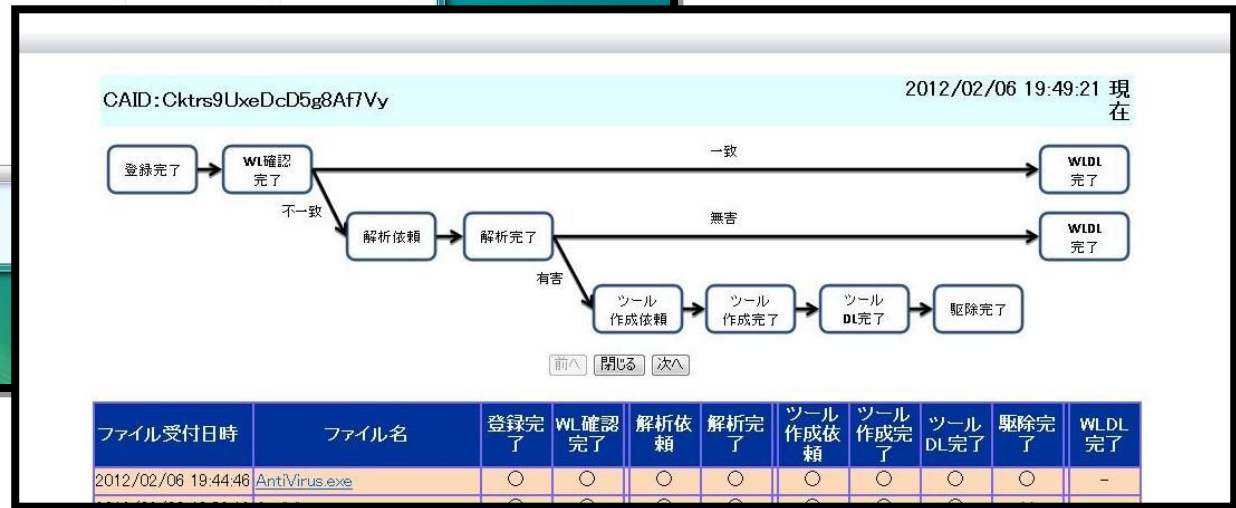 CAID:Cktrs9UxeDcD5g8Af7Vy
2012/02/06 19:49:21 現
在
登録完了
WL確認
完了
一致
WLDL
完了
不一致
解析依頼
解析完了
無害
WLDL
完了
有害
ツール
作成依頼
ツール
作成完了
ツール
DL完了
駆除完了
前へ 閉じる 次へ
ファイル受付日時 ファイル名 登録完了 WL確認完了 解析依頼 解析完了 ツール作成依頼 ツール作成完了 ツールDL完了 駆除完了 WLDL完了
2012/02/06 19:44:46 AntiVirus.exe ○ ○ ○ ○ ○ ○ ○ ○ −